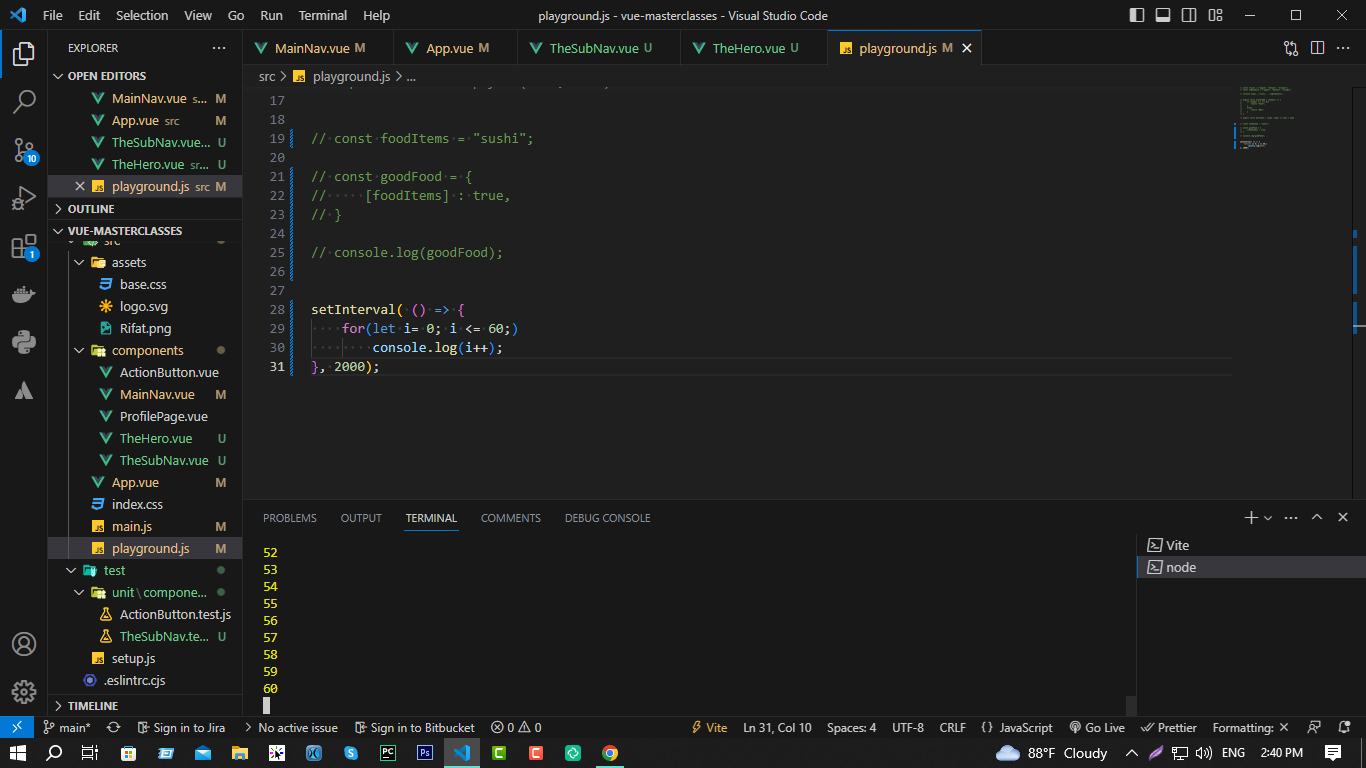 File Edit Selection View Go Run Terminal Help
playground.js - vue-masterclasses - Visual Studio Code
EXPLORER
OPEN EDITORS
MainNav.vue s... M
App.vue src M
TheSubNav.vue... U
TheHero.vue sr... U
playground.js src M
OUTLINE
VUE-MASTERCLASSES
src
assets
base.css
logo.svg
Rifat.png
components
ActionButton.vue
MainNav.vue M
ProfilePage.vue
TheHero.vue U
TheSubNav.vue U
App.vue M
index.css
main.js M
playground.js M
test
unit\compone...
ActionButton.test.js
TheSubNav.te... U
setup.js
.eslintrc.cjs
TIMELINE
10
1
MainNav.vue M App.vue M TheSubNav.vue U TheHero.vue U JS playground.js M
src > JS playground.js > ...
17
18
19 // const foodItems = "sushi";
20
21 // const goodFood = {
22 //     [foodItems] : true,
23 // }
24
25 // console.log(goodFood);
26
27
28 setInterval( () => {
29     for(let i= 0; i <= 60;)
30         console.log(i++);
31 }, 2000);
PROBLEMS OUTPUT TERMINAL COMMENTS DEBUG CONSOLE
52
53
54
55
56
57
58
59
60
Vite
node
main* Sign in to Jira No active issue Sign in to Bitbucket 0 0 Vite Ln 31, Col 10 Spaces: 4 UTF-8 CRLF {} JavaScript Go Live Prettier Formatting: ✕
88°F Cloudy ENG 2:40 PM